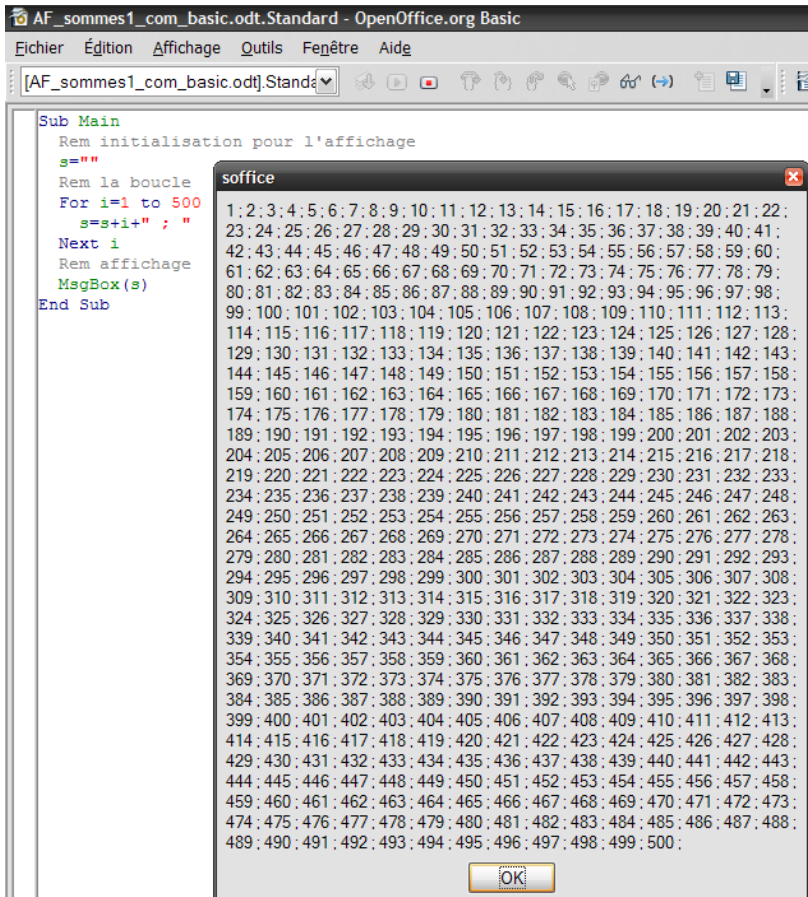 AF_sommes1_com_basic.odt.Standard - OpenOffice.org Basic
Fichier Édition Affichage Outils Fenêtre Aide
[AF_sommes1_com_basic.odt].Standa
Sub Main
Rem initialisation pour l'affichage
s=""
Rem la boucle
For i=1 to 500
s=s+i+" ; "
Next i
Rem affichage
MsgBox(s)
End Sub
soffice
1 ; 2 ; 3 ; 4 ; 5 ; 6 ; 7 ; 8 ; 9 ; 10 ; 11 ; 12 ; 13 ; 14 ; 15 ; 16 ; 17 ; 18 ; 19 ; 20 ; 21 ; 22 ;
23 ; 24 ; 25 ; 26 ; 27 ; 28 ; 29 ; 30 ; 31 ; 32 ; 33 ; 34 ; 35 ; 36 ; 37 ; 38 ; 39 ; 40 ; 41 ;
42 ; 43 ; 44 ; 45 ; 46 ; 47 ; 48 ; 49 ; 50 ; 51 ; 52 ; 53 ; 54 ; 55 ; 56 ; 57 ; 58 ; 59 ; 60 ;
61 ; 62 ; 63 ; 64 ; 65 ; 66 ; 67 ; 68 ; 69 ; 70 ; 71 ; 72 ; 73 ; 74 ; 75 ; 76 ; 77 ; 78 ; 79 ;
80 ; 81 ; 82 ; 83 ; 84 ; 85 ; 86 ; 87 ; 88 ; 89 ; 90 ; 91 ; 92 ; 93 ; 94 ; 95 ; 96 ; 97 ; 98 ;
99 ; 100 ; 101 ; 102 ; 103 ; 104 ; 105 ; 106 ; 107 ; 108 ; 109 ; 110 ; 111 ; 112 ; 113 ;
114 ; 115 ; 116 ; 117 ; 118 ; 119 ; 120 ; 121 ; 122 ; 123 ; 124 ; 125 ; 126 ; 127 ; 128 ;
129 ; 130 ; 131 ; 132 ; 133 ; 134 ; 135 ; 136 ; 137 ; 138 ; 139 ; 140 ; 141 ; 142 ; 143 ;
144 ; 145 ; 146 ; 147 ; 148 ; 149 ; 150 ; 151 ; 152 ; 153 ; 154 ; 155 ; 156 ; 157 ; 158 ;
159 ; 160 ; 161 ; 162 ; 163 ; 164 ; 165 ; 166 ; 167 ; 168 ; 169 ; 170 ; 171 ; 172 ; 173 ;
174 ; 175 ; 176 ; 177 ; 178 ; 179 ; 180 ; 181 ; 182 ; 183 ; 184 ; 185 ; 186 ; 187 ; 188 ;
189 ; 190 ; 191 ; 192 ; 193 ; 194 ; 195 ; 196 ; 197 ; 198 ; 199 ; 200 ; 201 ; 202 ; 203 ;
204 ; 205 ; 206 ; 207 ; 208 ; 209 ; 210 ; 211 ; 212 ; 213 ; 214 ; 215 ; 216 ; 217 ; 218 ;
219 ; 220 ; 221 ; 222 ; 223 ; 224 ; 225 ; 226 ; 227 ; 228 ; 229 ; 230 ; 231 ; 232 ; 233 ;
234 ; 235 ; 236 ; 237 ; 238 ; 239 ; 240 ; 241 ; 242 ; 243 ; 244 ; 245 ; 246 ; 247 ; 248 ;
249 ; 250 ; 251 ; 252 ; 253 ; 254 ; 255 ; 256 ; 257 ; 258 ; 259 ; 260 ; 261 ; 262 ; 263 ;
264 ; 265 ; 266 ; 267 ; 268 ; 269 ; 270 ; 271 ; 272 ; 273 ; 274 ; 275 ; 276 ; 277 ; 278 ;
279 ; 280 ; 281 ; 282 ; 283 ; 284 ; 285 ; 286 ; 287 ; 288 ; 289 ; 290 ; 291 ; 292 ; 293 ;
294 ; 295 ; 296 ; 297 ; 298 ; 299 ; 300 ; 301 ; 302 ; 303 ; 304 ; 305 ; 306 ; 307 ; 308 ;
309 ; 310 ; 311 ; 312 ; 313 ; 314 ; 315 ; 316 ; 317 ; 318 ; 319 ; 320 ; 321 ; 322 ; 323 ;
324 ; 325 ; 326 ; 327 ; 328 ; 329 ; 330 ; 331 ; 332 ; 333 ; 334 ; 335 ; 336 ; 337 ; 338 ;
339 ; 340 ; 341 ; 342 ; 343 ; 344 ; 345 ; 346 ; 347 ; 348 ; 349 ; 350 ; 351 ; 352 ; 353 ;
354 ; 355 ; 356 ; 357 ; 358 ; 359 ; 360 ; 361 ; 362 ; 363 ; 364 ; 365 ; 366 ; 367 ; 368 ;
369 ; 370 ; 371 ; 372 ; 373 ; 374 ; 375 ; 376 ; 377 ; 378 ; 379 ; 380 ; 381 ; 382 ; 383 ;
384 ; 385 ; 386 ; 387 ; 388 ; 389 ; 390 ; 391 ; 392 ; 393 ; 394 ; 395 ; 396 ; 397 ; 398 ;
399 ; 400 ; 401 ; 402 ; 403 ; 404 ; 405 ; 406 ; 407 ; 408 ; 409 ; 410 ; 411 ; 412 ; 413 ;
414 ; 415 ; 416 ; 417 ; 418 ; 419 ; 420 ; 421 ; 422 ; 423 ; 424 ; 425 ; 426 ; 427 ; 428 ;
429 ; 430 ; 431 ; 432 ; 433 ; 434 ; 435 ; 436 ; 437 ; 438 ; 439 ; 440 ; 441 ; 442 ; 443 ;
444 ; 445 ; 446 ; 447 ; 448 ; 449 ; 450 ; 451 ; 452 ; 453 ; 454 ; 455 ; 456 ; 457 ; 458 ;
459 ; 460 ; 461 ; 462 ; 463 ; 464 ; 465 ; 466 ; 467 ; 468 ; 469 ; 470 ; 471 ; 472 ; 473 ;
474 ; 475 ; 476 ; 477 ; 478 ; 479 ; 480 ; 481 ; 482 ; 483 ; 484 ; 485 ; 486 ; 487 ; 488 ;
489 ; 490 ; 491 ; 492 ; 493 ; 494 ; 495 ; 496 ; 497 ; 498 ; 499 ; 500 ;
OK